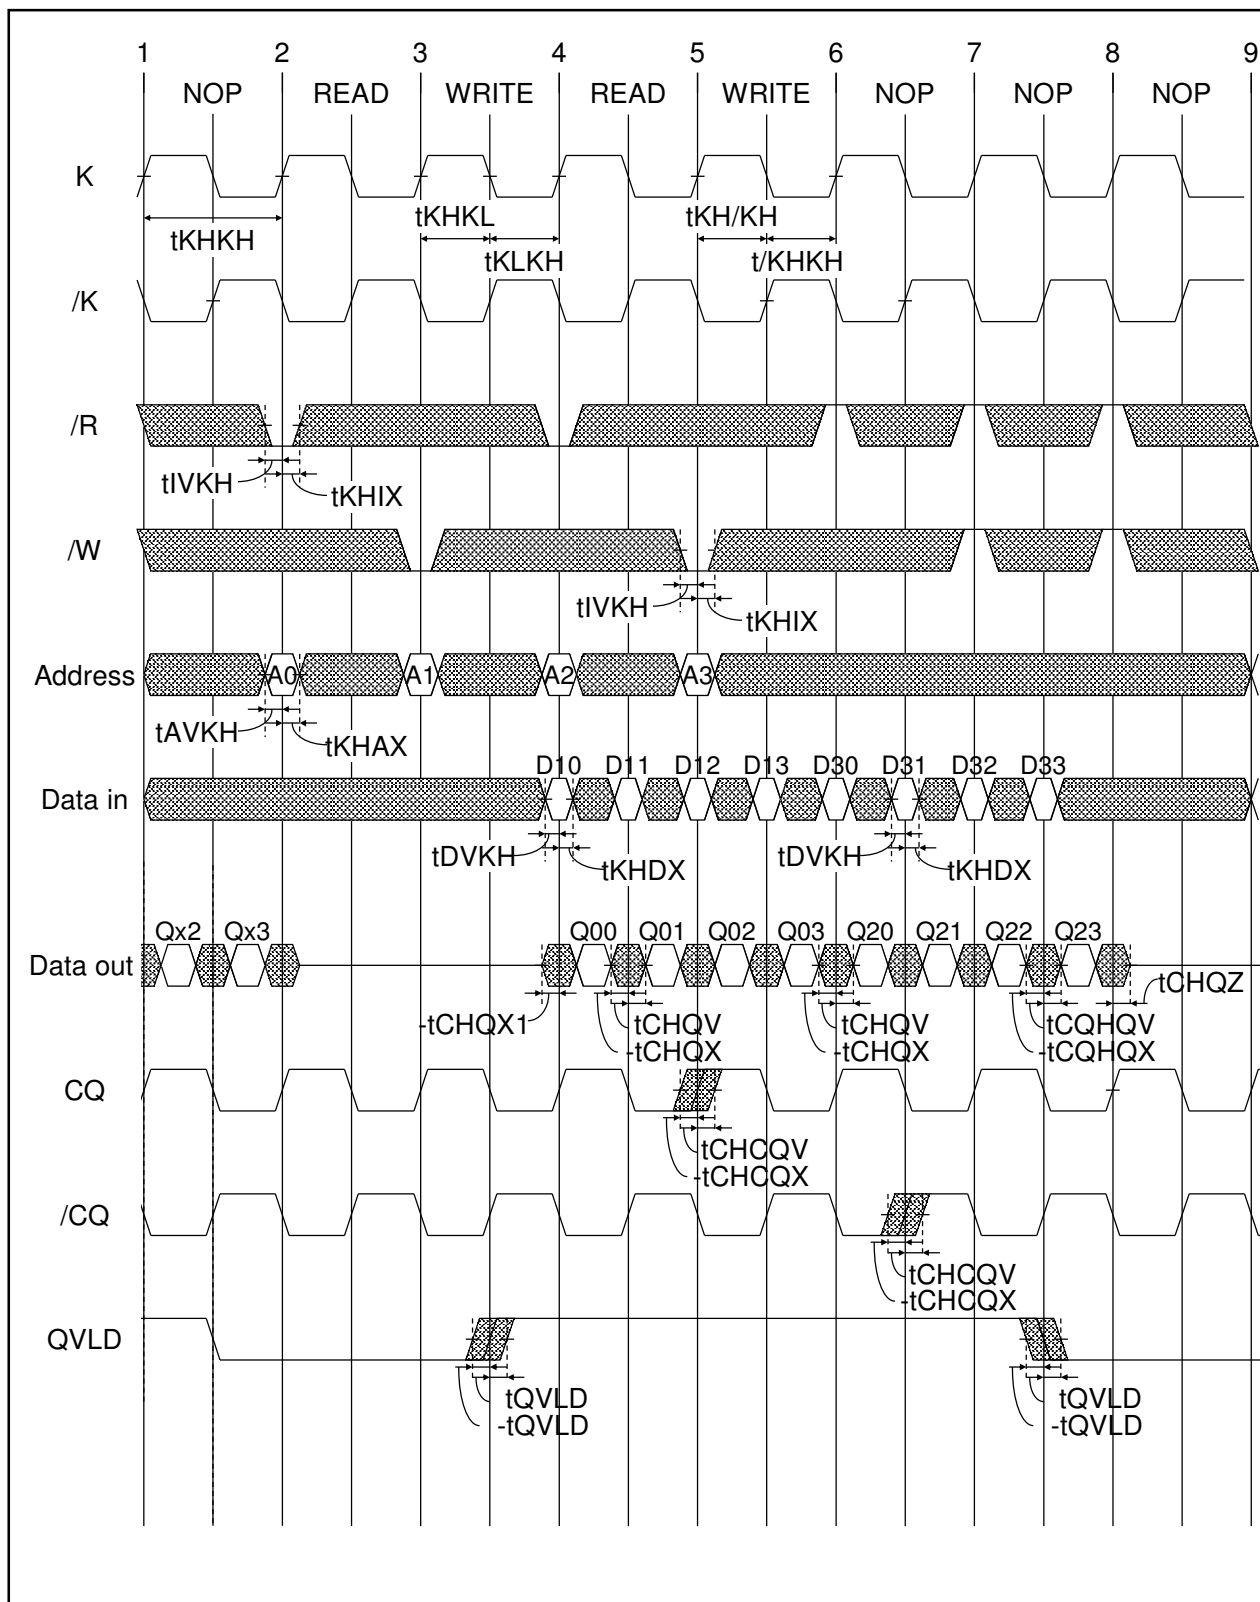 1 2 3 4 5 6 7 8 9
NOP READ WRITE READ WRITE NOP NOP NOP
K
tKHKH
tKHKL
tKLKH
tKH/KH
t/KHKH
/K
/R
tIVKH
tKHIX
/W
tIVKH
tKHIX
Address A0 A1 A2 A3
tAVKH
tKHAX
D10 D11 D12 D13 D30 D31 D32 D33
Data in
tDVKH
tKHDX
tDVKH
tKHDX
Qx2 Qx3 Q00 Q01 Q02 Q03 Q20 Q21 Q22 Q23
Data out
tCHQZ
-tCHQX1
tCHQV
-tCHQX
tCHQV
-tCHQX
tCQHQV
-tCQHQX
CQ
tCHCQV
-tCHCQX
/CQ
tCHCQV
-tCHCQX
QVLD
tQVLD
-tQVLD
tQVLD
-tQVLD